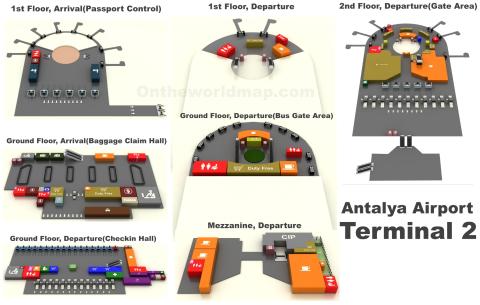 1st Floor, Arrival(Passport Control)
1st Floor, Departure
2nd Floor, Departure(Gate Area)
Ontheworldmap.com
Ground Floor, Arrival(Baggage Claim Hall)
Ground Floor, Departure(Bus Gate Area)
Duty Free
Ground Floor, Departure(Checkin Hall)
Mezzanine, Departure
CIP
Antalya Airport
Terminal 2